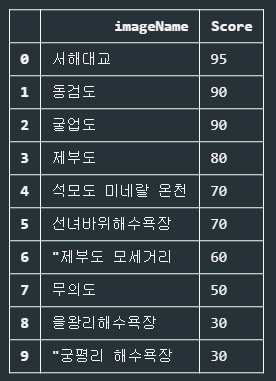 imageName Score
0 서해대교 95
1 동검도 90
2 굴업도 90
3 제부도 80
4 석모도 미네랄 온천 70
5 선녀바위해수욕장 70
6 "제부도 모세거리 60
7 무의도 50
8 을왕리해수욕장 30
9 "궁평리 해수욕장 30